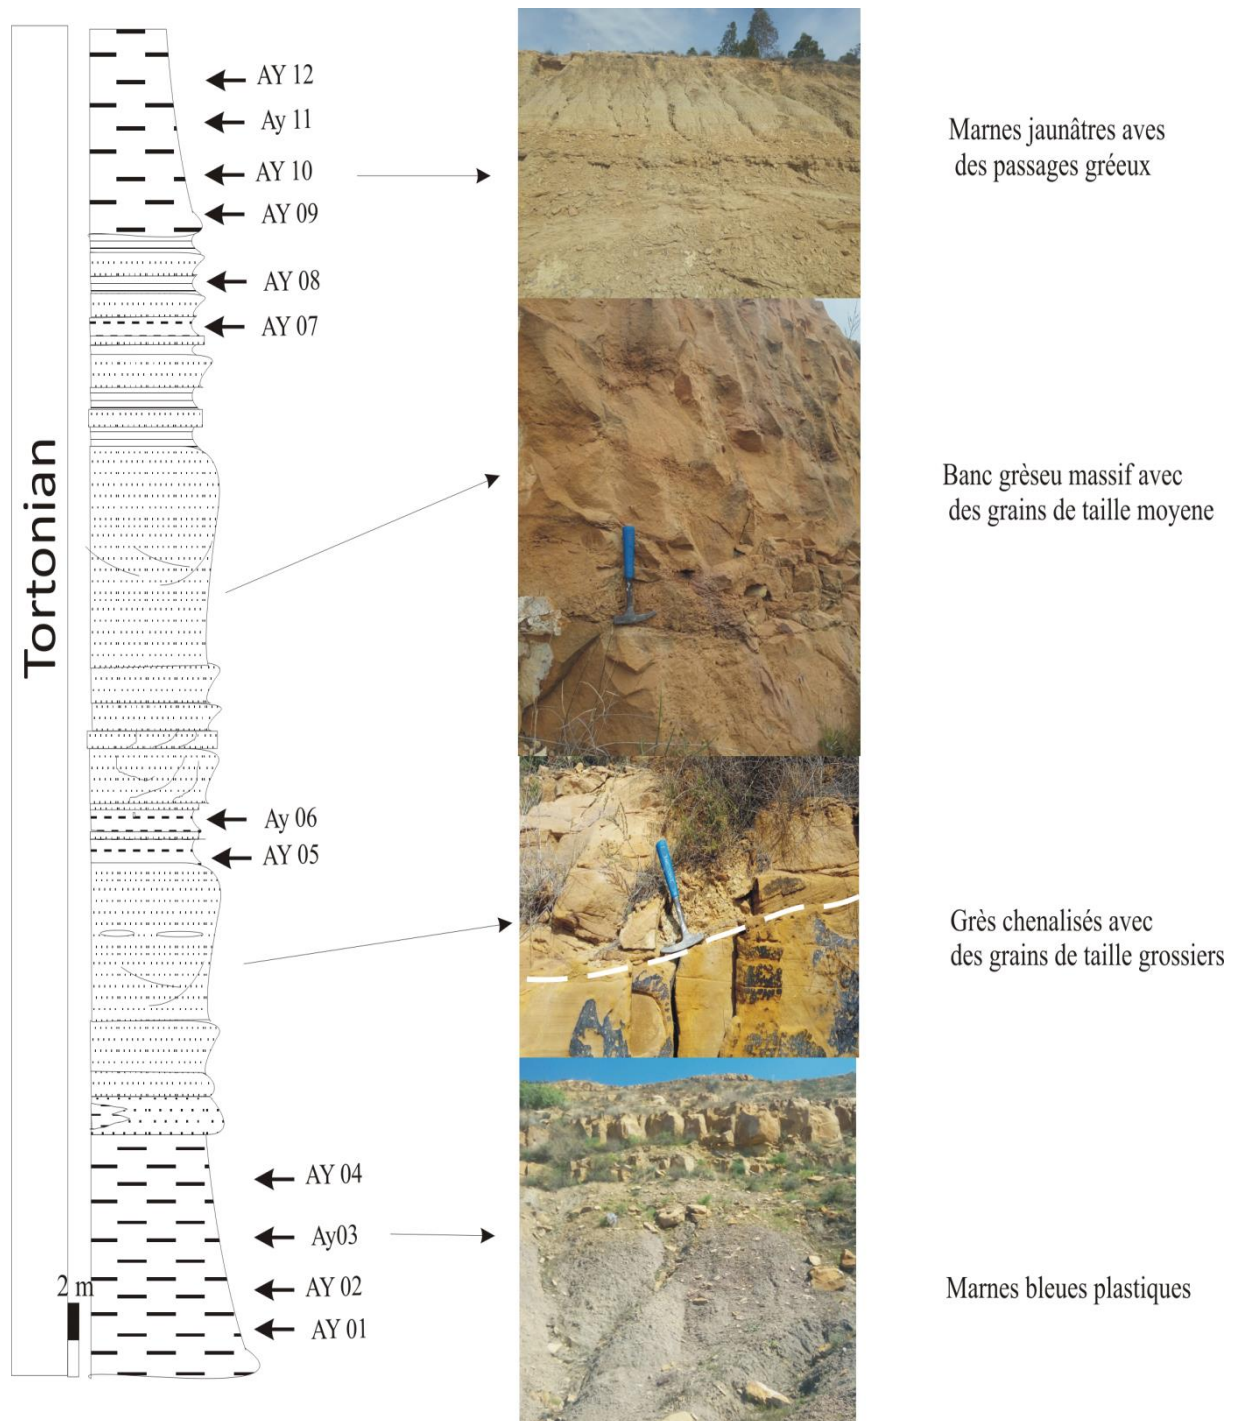 AY 12
Ay 11
AY 10
AY 09
AY 08
AY 07
Tortonian
Ay 06
AY 05
AY 04
Ay03
AY 02
AY 01
2 m
Marnes jaunâtres aves
des passages gréeux
Banc grèseu massif avec
des grains de taille moyene
Grès chenalisés avec
des grains de taille grossiers
Marnes bleues plastiques